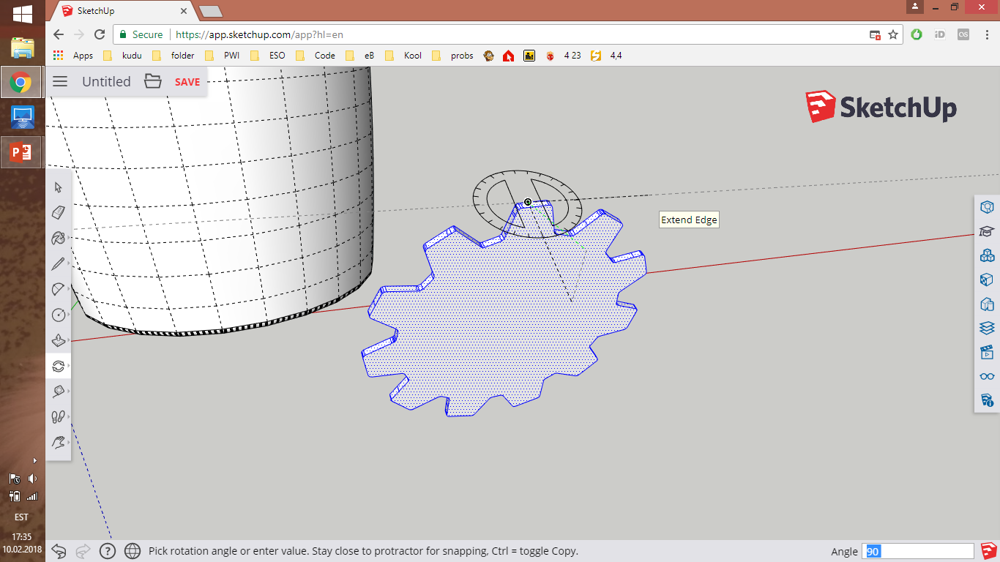 SketchUp
Secure https://app.sketchup.com/app?hl=en
Apps kudu folder PWI ESO Code eB Kool probs 4 23 4,4
Untitled SAVE
SketchUp
Extend Edge
EST
17:35
10.02.2018
Pick rotation angle or enter value. Stay close to protractor for snapping, Ctrl = toggle Copy.
Angle 90